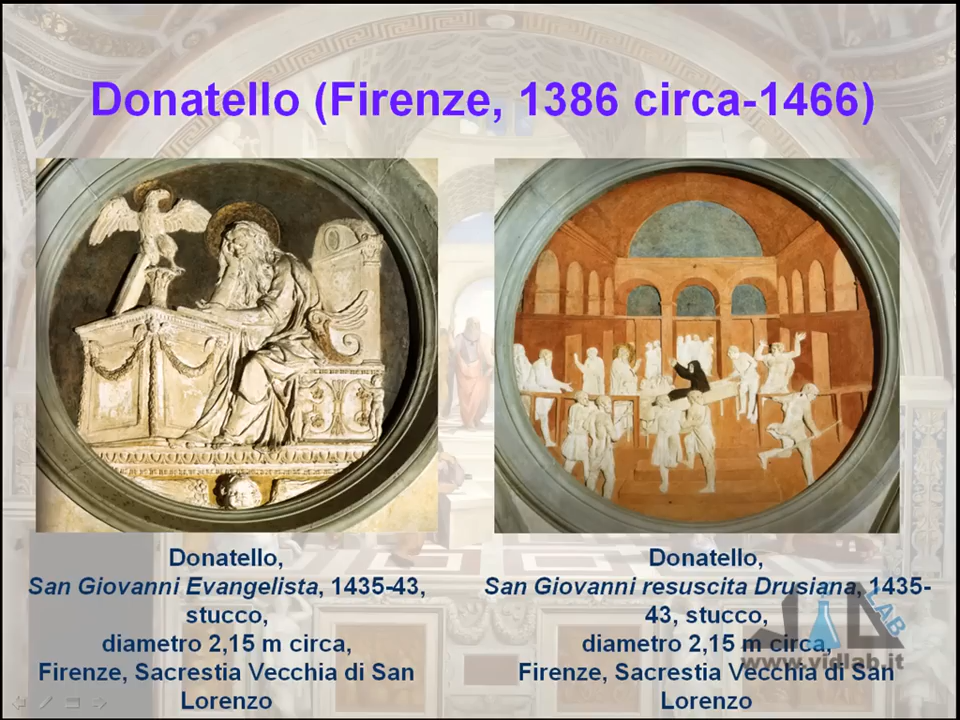 Donatello (Firenze, 1386 circa-1466)
Donatello,
San Giovanni Evangelista, 1435-43,
stucco,
diametro 2,15 m circa,
Firenze, Sacrestia Vecchia di San
Lorenzo
Donatello,
San Giovanni resuscita Drusiana, 1435-
43, stucco,
diametro 2,15 m circa,
Firenze, Sacrestia Vecchia di San
Lorenzo
LAB
www.vidlab.it